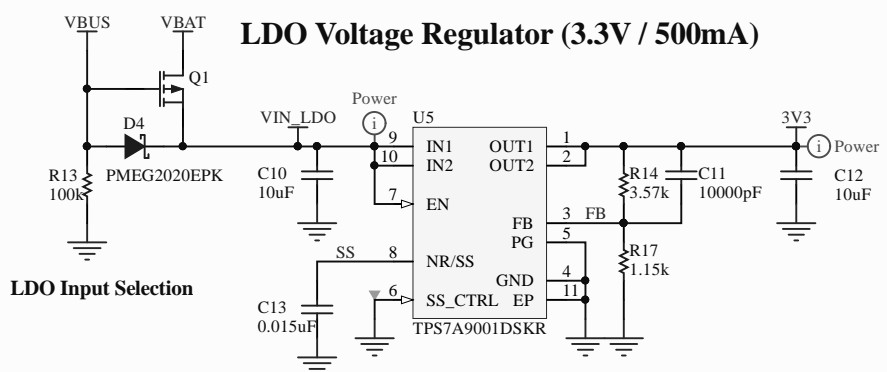 LDO Voltage Regulator (3.3V / 500mA)
VBUS
VBAT
Q1
D4
PMEG2020EPK
R13
100k
LDO Input Selection
VIN_LDO
Power
i
C10
10uF
U5
9 IN1
10 IN2
7 EN
SS 8 NR/SS
6 SS_CTRL
OUT1 1
OUT2 2
FB 3 FB
PG 5
GND 4
EP 11
TPS7A9001DSKR
C13
0.015uF
R14
3.57k
C11
10000pF
R17
1.15k
3V3
i Power
C12
10uF